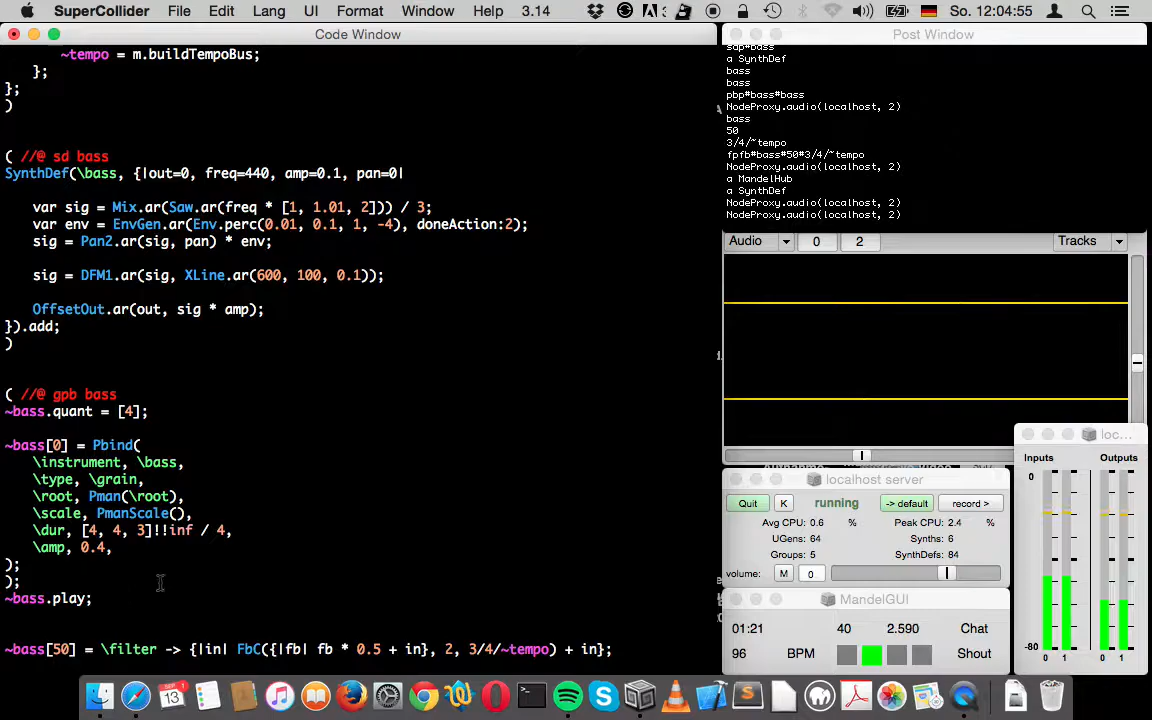 SuperCollider File Edit Lang UI Format Window Help 3.14 So. 12:04:55
Code Window
~tempo = m.buildTempoBus;
};
};
)
( //@ sd bass
SynthDef(\bass, {|out=0, freq=440, amp=0.1, pan=0|
var sig = Mix.ar(Saw.ar(freq * [1, 1.01, 2])) / 3;
var env = EnvGen.ar(Env.perc(0.01, 0.1, 1, -4), doneAction:2);
sig = Pan2.ar(sig, pan) * env;
sig = DFM1.ar(sig, XLine.ar(600, 100, 0.1));
OffsetOut.ar(out, sig * amp);
}).add;
)
( //@ gpb bass
~bass.quant = [4];
~bass[0] = Pbind(
\instrument, \bass,
\type, \grain,
\root, Pman(\root),
\scale, PmanScale(),
\dur, [4, 4, 3]!!inf / 4,
\amp, 0.4,
);
);
~bass.play;
~bass[50] = \filter -> {|in| FbC({|fb| fb * 0.5 + in}, 2, 3/4/~tempo) + in};
Post Window
sdp#bass
a SynthDef
bass
bass
pbp#bass#bass
NodeProxy.audio(localhost, 2)
bass
50
3/4/~tempo
fpfb#bass#50#3/4/~tempo
NodeProxy.audio(localhost, 2)
a MandelHub
a SynthDef
NodeProxy.audio(localhost, 2)
NodeProxy.audio(localhost, 2)
Audio 0 2 Tracks
loc...
Inputs Outputs
0
-80
0 1 0 1
localhost server
Quit K running -> default record >
Avg CPU: 0.6 % Peak CPU: 2.4 %
UGens: 64 Synths: 6
Groups: 5 SynthDefs: 84
volume: M 0
MandelGUI
01:21 40 2.590 Chat
96 BPM Shout
13